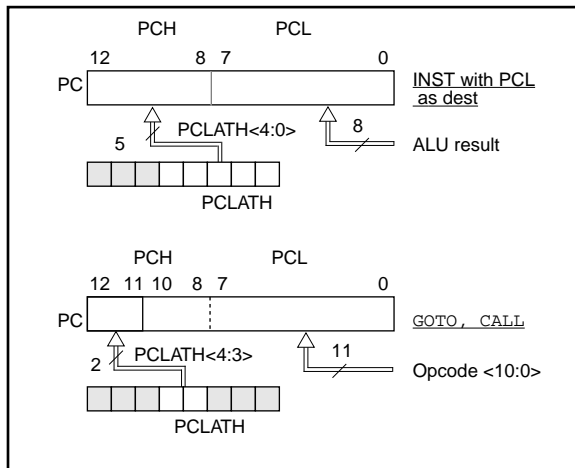 PCH PCL
12 8 7 0
PC
INST with PCL
as dest
5 PCLATH<4:0> 8 ALU result
PCLATH
PCH PCL
12 11 10 8 7 0
PC
GOTO, CALL
2 PCLATH<4:3> 11 Opcode <10:0>
PCLATH